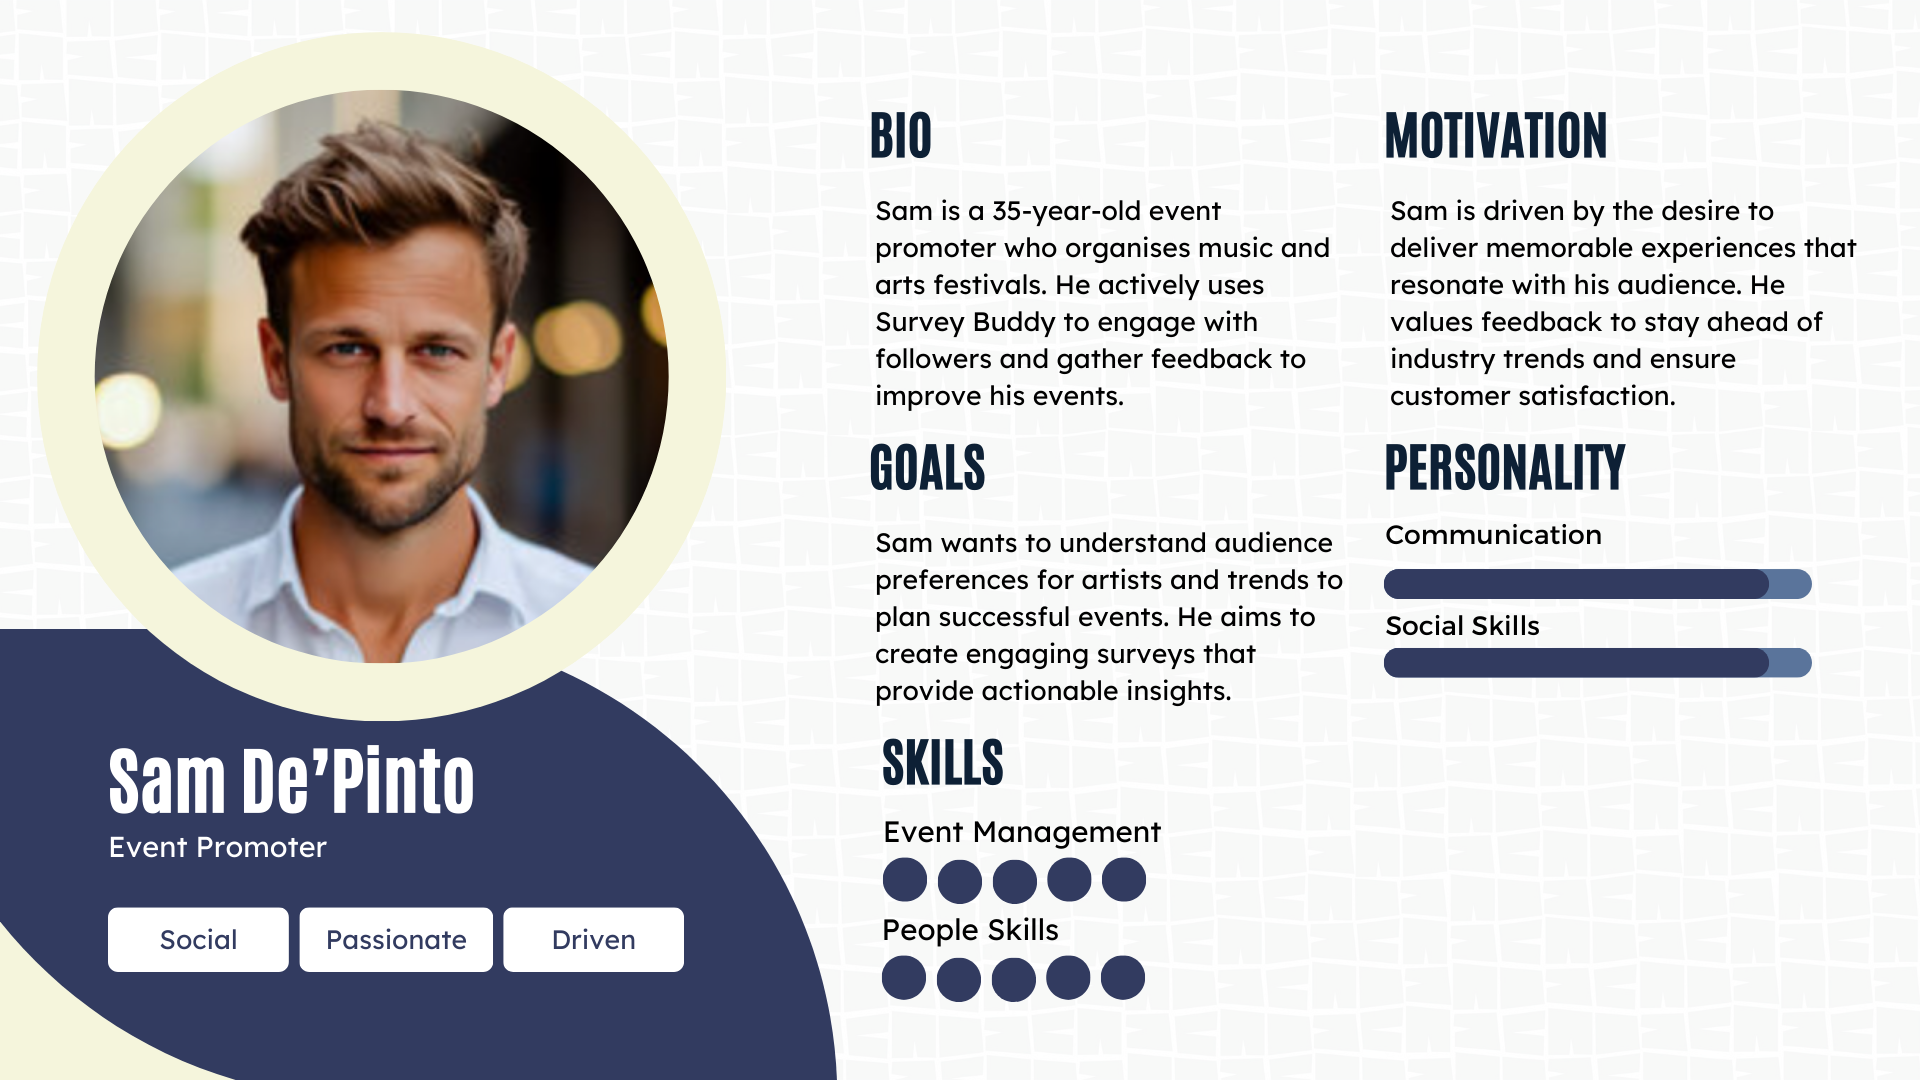 Sam De’Pinto
Event Promoter
Social
Passionate
Driven
BIO
Sam is a 35-year-old event
promoter who organises music and
arts festivals. He actively uses
Survey Buddy to engage with
followers and gather feedback to
improve his events.
GOALS
Sam wants to understand audience
preferences for artists and trends to
plan successful events. He aims to
create engaging surveys that
provide actionable insights.
SKILLS
Event Management
People Skills
MOTIVATION
Sam is driven by the desire to
deliver memorable experiences that
resonate with his audience. He
values feedback to stay ahead of
industry trends and ensure
customer satisfaction.
PERSONALITY
Communication
Social Skills